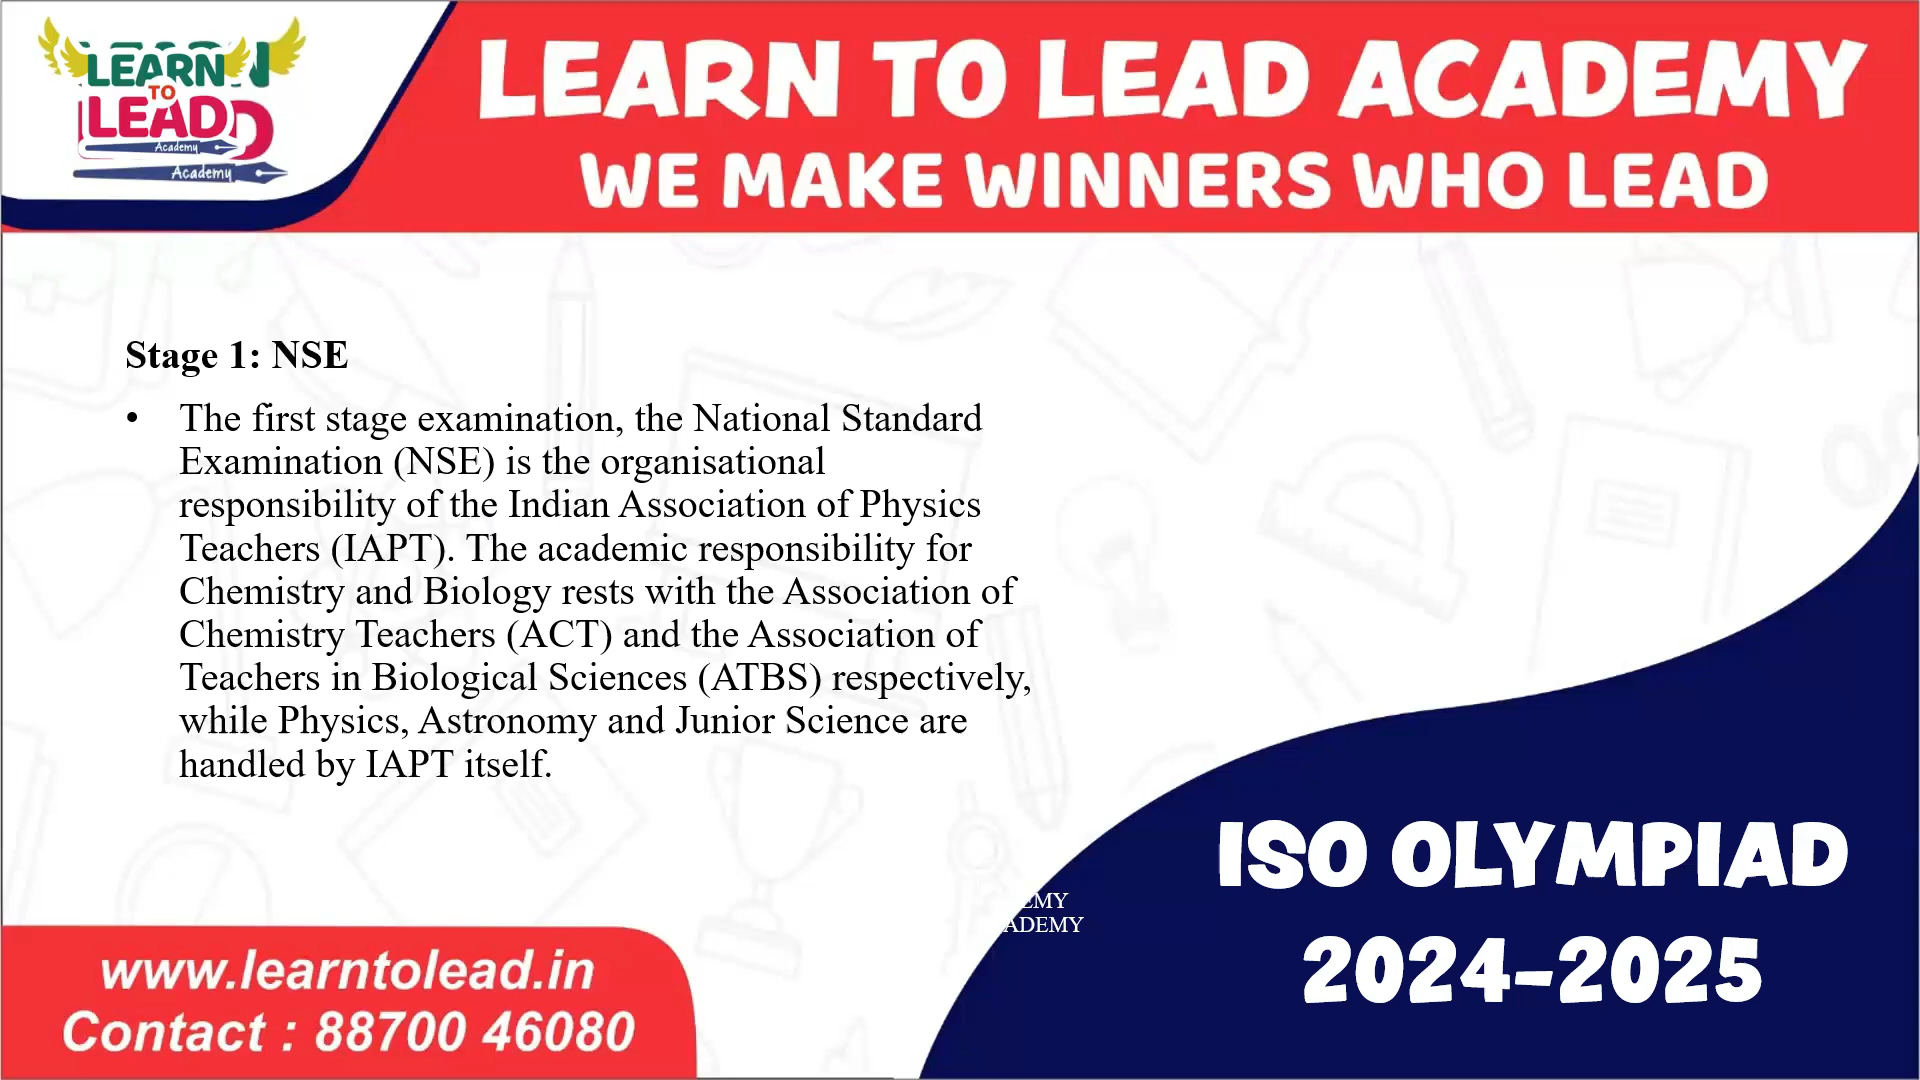 LEARN
TO
LEAD
Academy
Academy
LEARN TO LEAD ACADEMY
WE MAKE WINNERS WHO LEAD
Stage 1: NSE
• The first stage examination, the National Standard
Examination (NSE) is the organisational
responsibility of the Indian Association of Physics
Teachers (IAPT). The academic responsibility for
Chemistry and Biology rests with the Association of
Chemistry Teachers (ACT) and the Association of
Teachers in Biological Sciences (ATBS) respectively,
while Physics, Astronomy and Junior Science are
handled by IAPT itself.
ISO OLYMPIAD
2024-2025
www.learntolead.in
Contact : 88700 46080